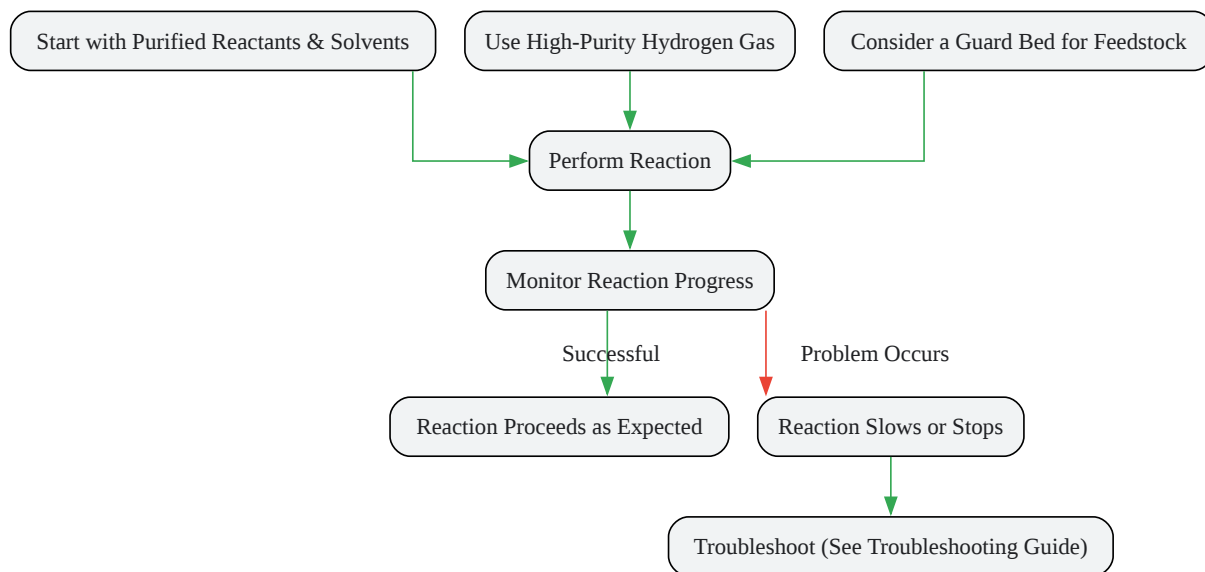 Start with Purified Reactants & Solvents
Use High-Purity Hydrogen Gas
Consider a Guard Bed for Feedstock
Perform Reaction
Monitor Reaction Progress
Successful
Problem Occurs
Reaction Proceeds as Expected
Reaction Slows or Stops
Troubleshoot (See Troubleshooting Guide)